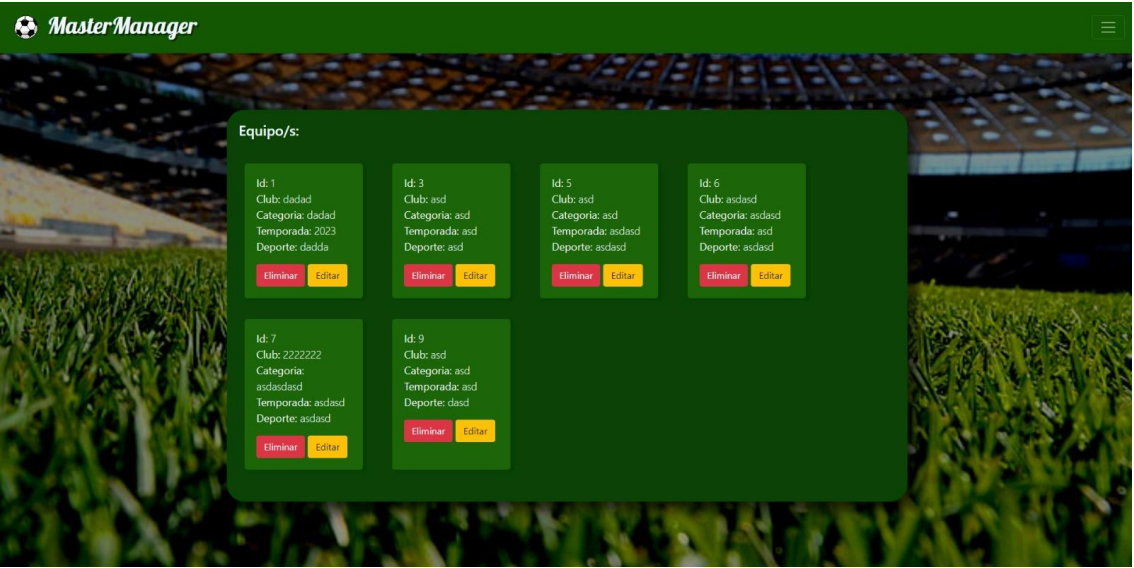 MasterManager
Equipo/s:
Id: 1
Club: dadad
Categoria: dadad
Temporada: 2023
Deporte: dadda
Eliminar Editar
Id: 3
Club: asd
Categoria: asd
Temporada: asd
Deporte: asd
Eliminar Editar
Id: 5
Club: asd
Categoria: asd
Temporada: asdasd
Deporte: asdasd
Eliminar Editar
Id: 6
Club: asdasd
Categoria: asdasd
Temporada: asd
Deporte: asdasd
Eliminar Editar
Id: 7
Club: 2222222
Categoria:
asdasdasd
Temporada: asdasd
Deporte: asdasd
Eliminar Editar
Id: 9
Club: asd
Categoria: asd
Temporada: asd
Deporte: dasd
Eliminar Editar